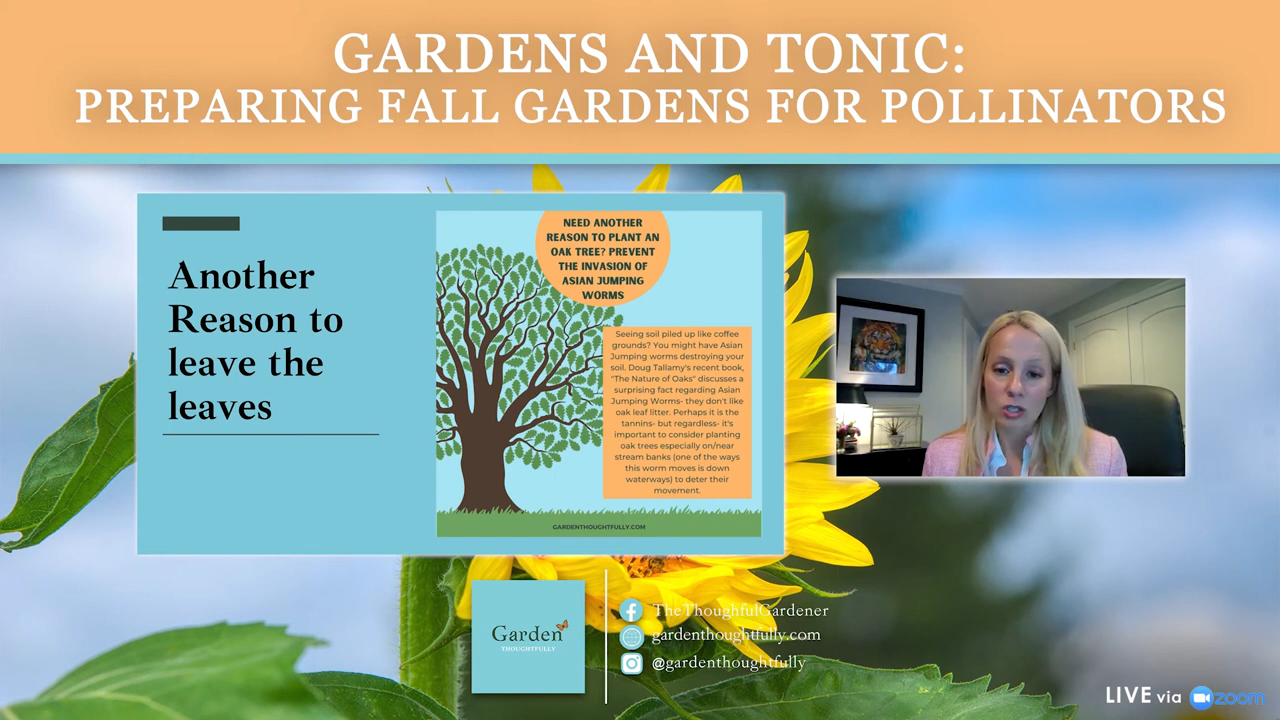 GARDENS AND TONIC:
PREPARING FALL GARDENS FOR POLLINATORS
Another
Reason to
leave the
leaves
NEED ANOTHER
REASON TO PLANT AN
OAK TREE? PREVENT
THE INVASION OF
ASIAN JUMPING
WORMS
Seeing soil piled up like coffee
grounds? You might have Asian
Jumping worms destroying your
soil. Doug Tallamy's recent book,
"The Nature of Oaks" discusses a
surprising fact regarding Asian
Jumping Worms- they don't like
oak leaf litter. Perhaps it is the
tannins- but regardless- it's
important to consider planting
oak trees especially on/near
stream banks (one of the ways
this worm moves is down
waterways) to deter their
movement.
GARDENTHOUGHTFULLY.COM
Garden
THOUGHTFULLY
TheThoughfulGardener
gardenthoughtfully.com
@gardenthoughtfully
LIVE via zoom